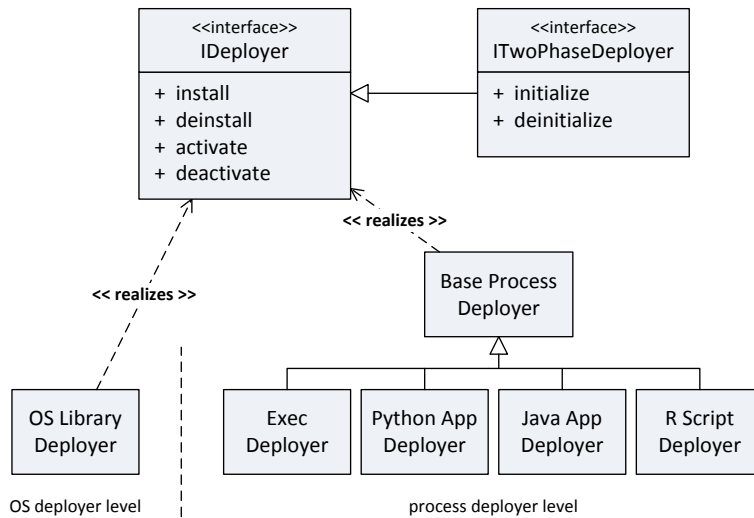 <<interface>>
IDeployer
+ install
+ deinstall
+ activate
+ deactivate
<<interface>>
ITwoPhaseDeployer
+ initialize
+ deinitialize
<< realizes >>
<< realizes >>
Base Process
Deployer
OS Library
Deployer
Exec
Deployer
Python App
Deployer
Java App
Deployer
R Script
Deployer
OS deployer level
process deployer level